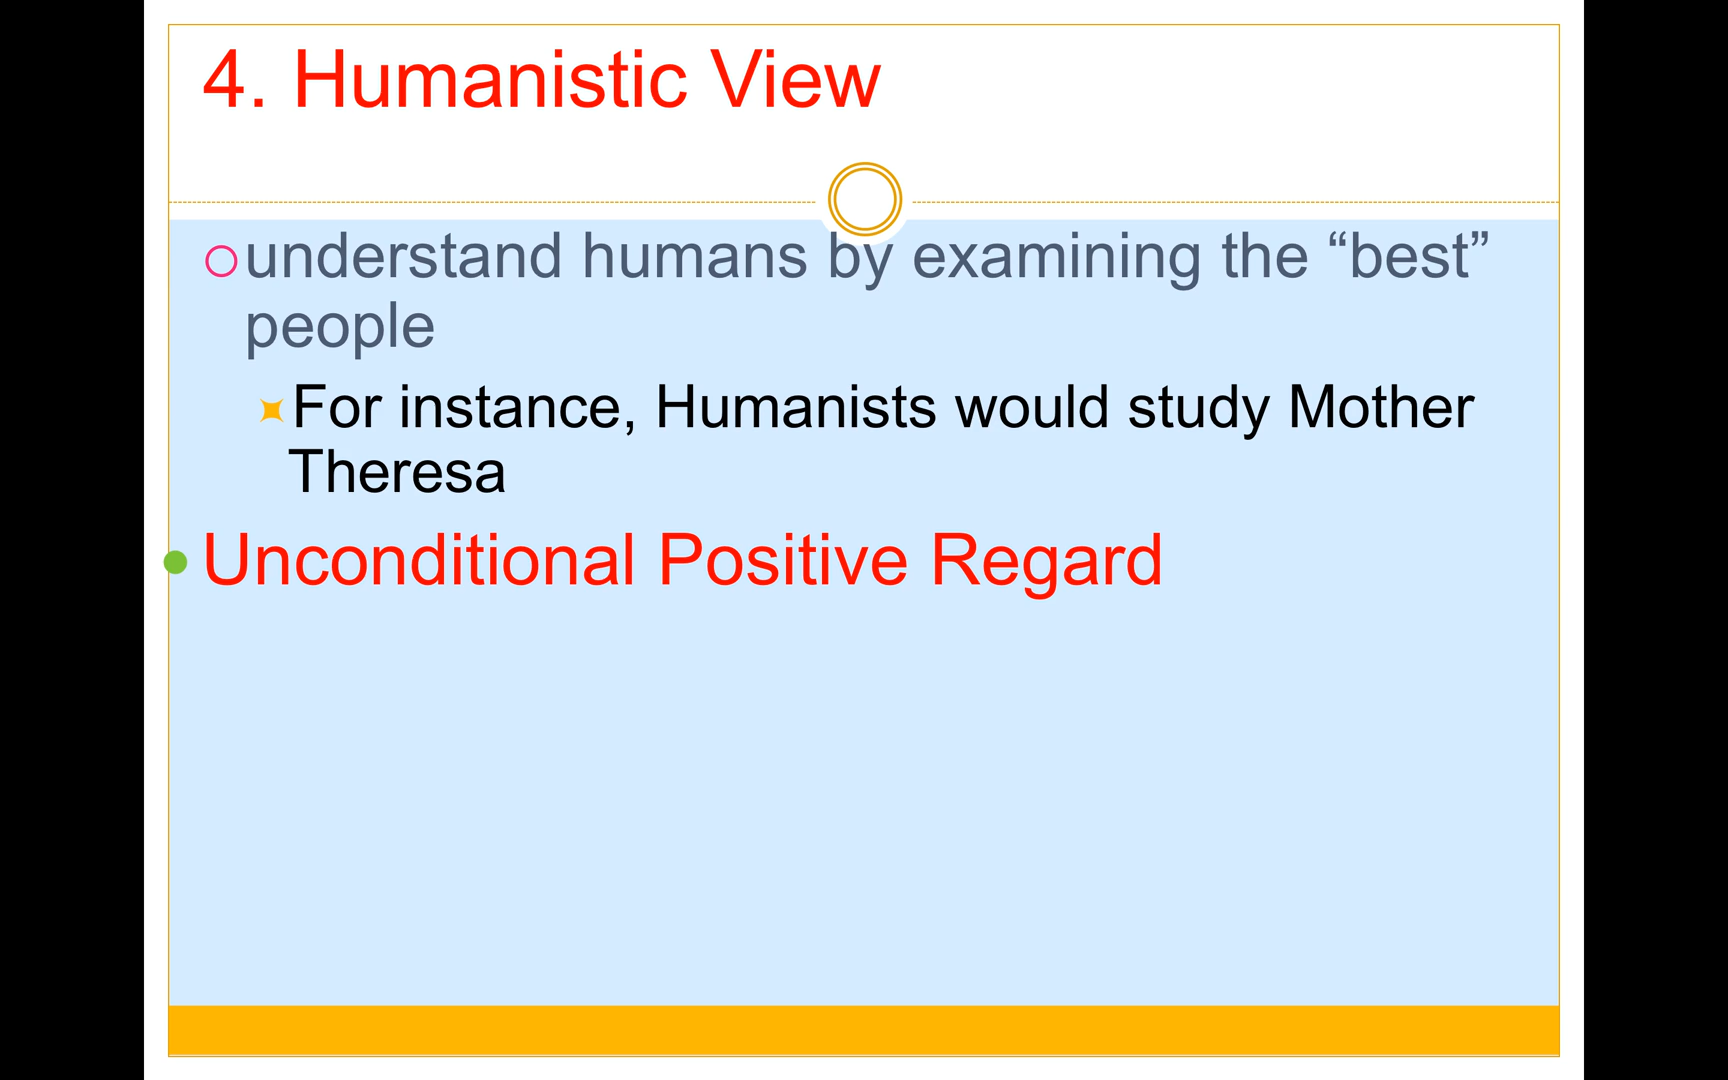 4. Humanistic View
understand humans by examining the “best”
people
For instance, Humanists would study Mother
Theresa
Unconditional Positive Regard